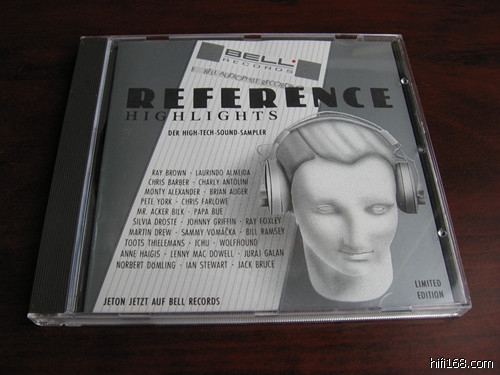 BELL
RECORDS
BELL AUDIOPHILE RECORDS
REFERENCE
HIGHLIGHTS
DER HIGH-TECH-SOUND-SAMPLER
RAY BROWN · LAURINDO ALMEIDA
CHRIS BARBER · CHARLY ANTOLINI
MONTY ALEXANDER · BRIAN AUGER
PETE YORK · CHRIS FARLOWE
MR. ACKER BILK · PAPA BUE
SILVIA DROSTE · JOHNNY GRIFFIN · RAY FOXLEY
MARTIN DREW · SAMMY VOMÁČKA · BILL RAMSEY
TOOTS THIELEMANS · ICHU · WOLFHOUND
ANNE HAIGIS · LENNY MAC DOWELL · JURAJ GALAN
NORBERT DÖMLING · IAN STEWART · JACK BRUCE
JETON JETZT AUF BELL RECORDS
LIMITED
EDITION
hifi168.com